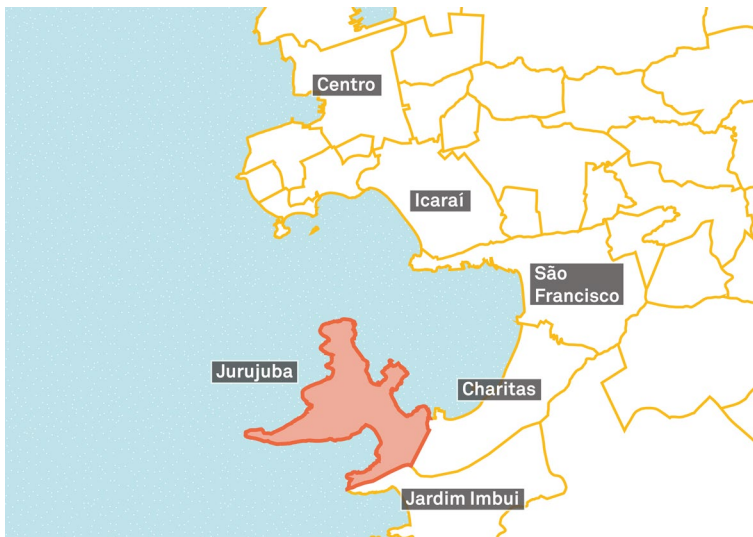 Centro
Icaraí
São
Francisco
Jurujuba
Charitas
Jardim Imbui